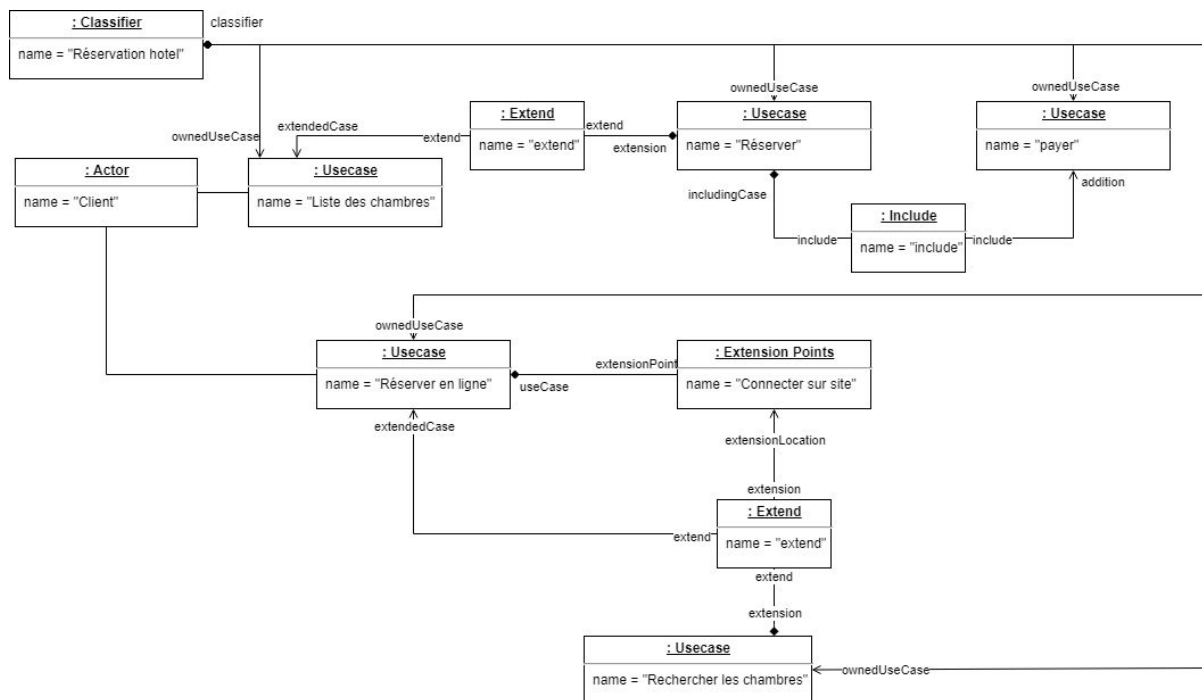 : Classifier
classifier
name = "Réservation hotel"
ownedUseCase
ownedUseCase
: Extend
: Usecase
: Usecase
extendedCase
extend
extend
ownedUseCase
name = "extend"
extension
name = "Réserver"
name = "payer"
: Actor
: Usecase
includingCase
addition
name = "Client"
name = "Liste des chambres"
: Include
include
name = "include"
include
ownedUseCase
: Usecase
extensionPoint
: Extension Points
name = "Réserver en ligne"
useCase
name = "Connecter sur site"
extendedCase
extensionLocation
extension
: Extend
extend
name = "extend"
extend
extension
: Usecase
name = "Rechercher les chambres"
ownedUseCase